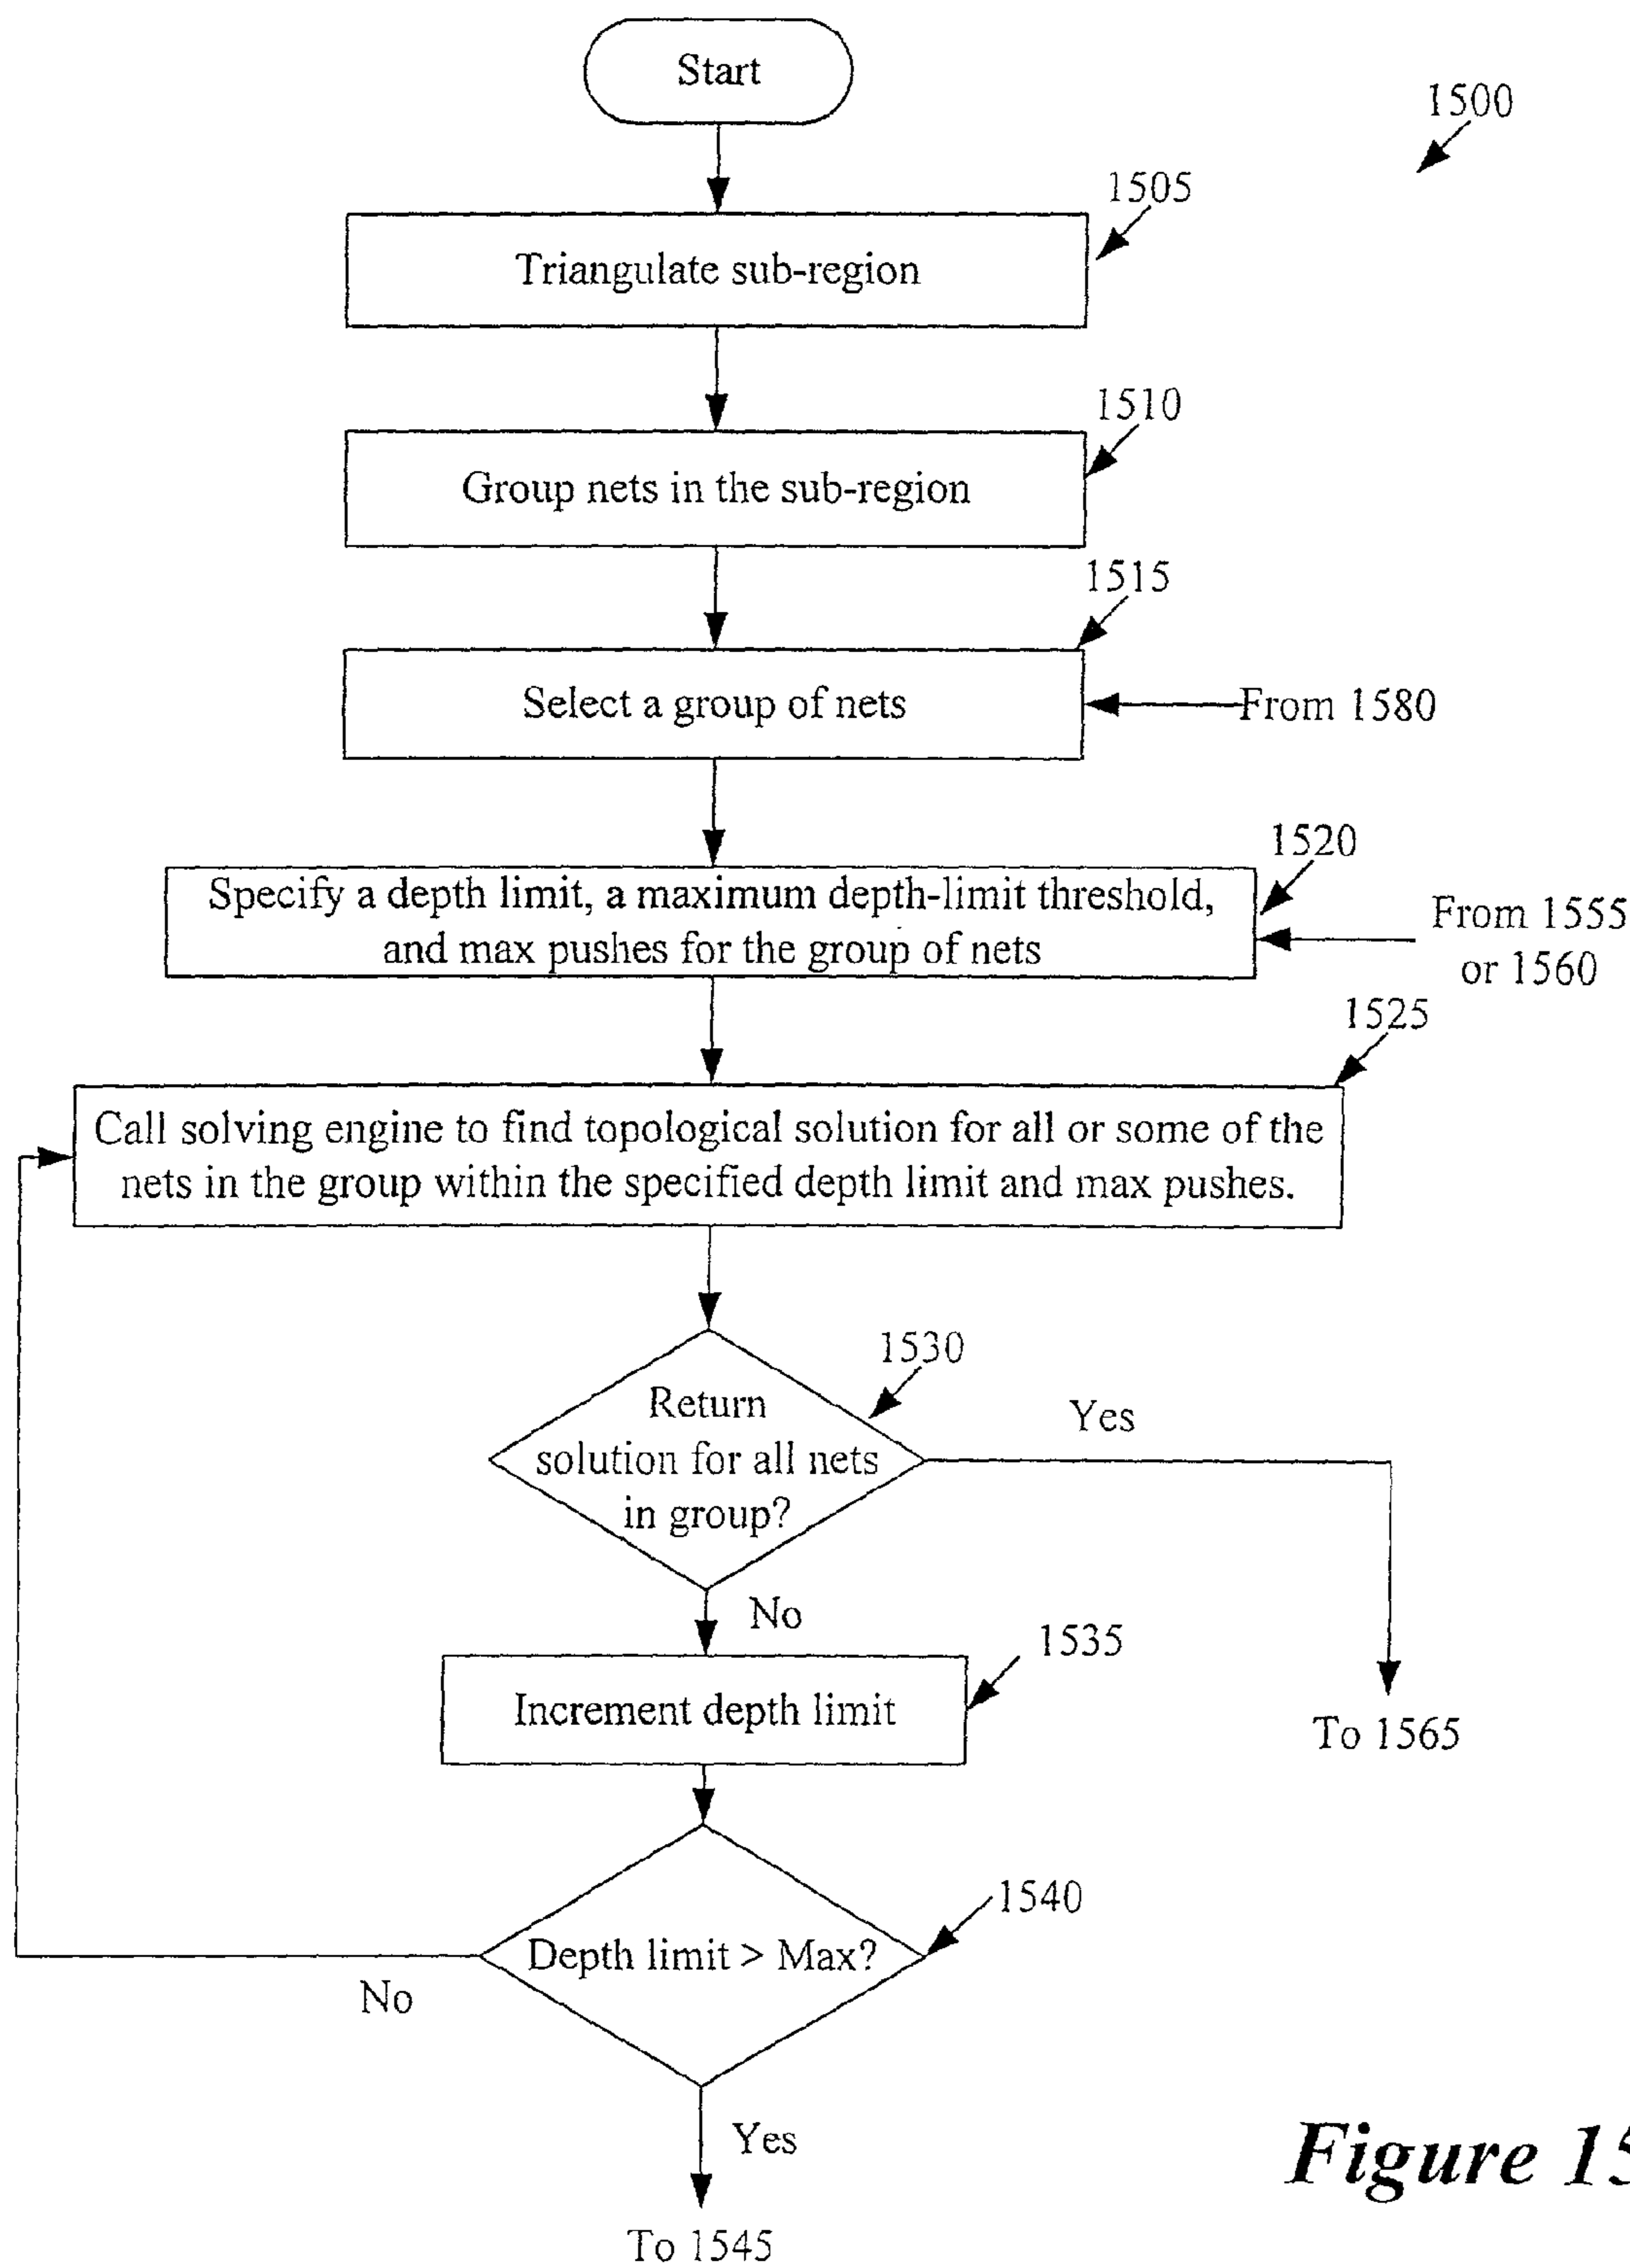 Start
1500
1505
Triangulate sub-region
1510
Group nets in the sub-region
1515
Select a group of nets
From 1580
1520
Specify a depth limit, a maximum depth-limit threshold,
and max pushes for the group of nets
From 1555
or 1560
1525
Call solving engine to find topological solution for all or some of the
nets in the group within the specified depth limit and max pushes.
1530
Return
solution for all nets
in group?
Yes
No
1535
Increment depth limit
To 1565
1540
Depth limit > Max?
No
Yes
To 1545
Figure 15